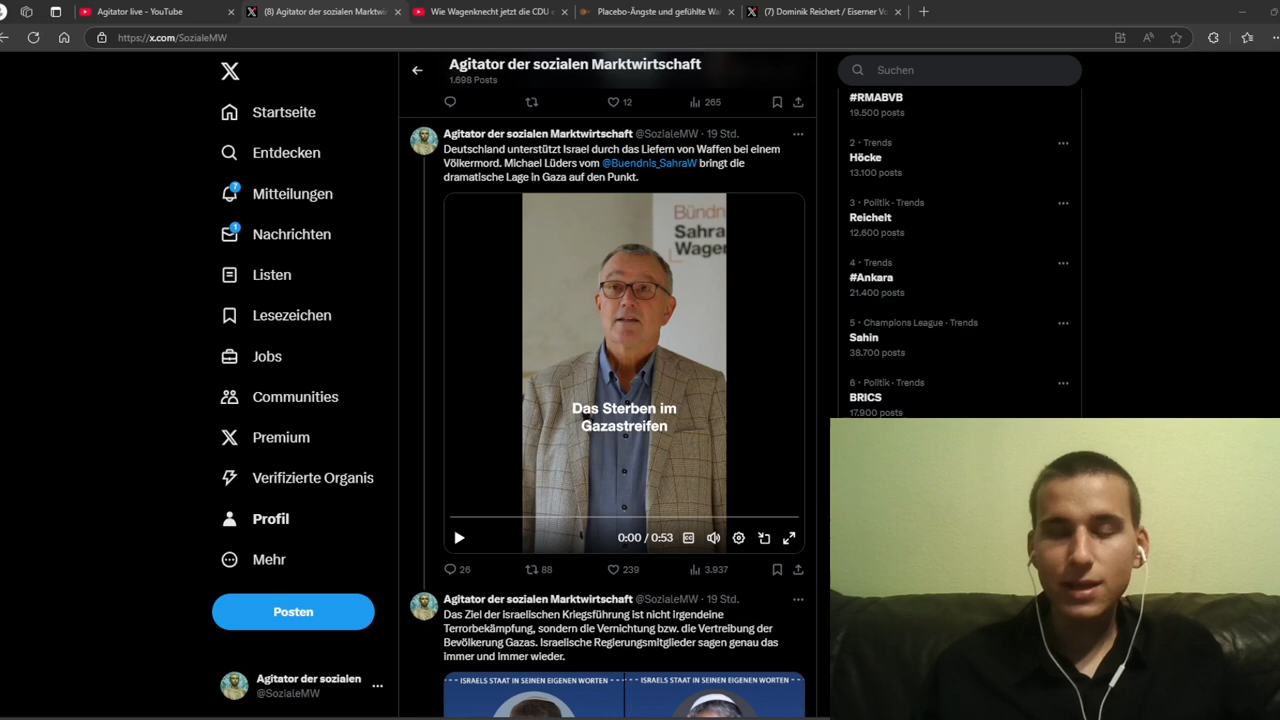 Agitator live - YouTube
(8) Agitator der sozialen Marktwirt
Wie Wagenknecht jetzt die CDU
Placebo-Ängste und gefühlte Wa
(7) Dominik Reichert / Eiserner Vo
https://x.com/SozialeMW
Agitator der sozialen Marktwirtschaft
1.698 Posts
Suchen
Startseite
Entdecken
7
Mitteilungen
1
Nachrichten
Listen
Lesezeichen
Jobs
Communities
Premium
Verifizierte Organis
Profil
Mehr
Posten
Agitator der sozialen
@SozialeMW
12
265
Agitator der sozialen Marktwirtschaft @SozialeMW · 19 Std.
Deutschland unterstützt Israel durch das Liefern von Waffen bei einem
Völkermord. Michael Lüders vom @Buendnis_SahraW bringt die
dramatische Lage in Gaza auf den Punkt.
Bündn
Sahra
Wagen
Das Sterben im
Gazastreifen
0:00 / 0:53
26
88
239
3.937
Agitator der sozialen Marktwirtschaft @SozialeMW · 19 Std.
Das Ziel der israelischen Kriegsführung ist nicht irgendeine
Terrorbekämpfung, sondern die Vernichtung bzw. die Vertreibung der
Bevölkerung Gazas. Israelische Regierungsmitglieder sagen genau das
immer und immer wieder.
ISRAELS STAAT IN SEINEN EIGENEN WORTEN
ISRAELS STAAT IN SEINEN EIGENEN WORTEN
#RMABVB
19.500 posts
2 · Trends
Höcke
13.100 posts
3 · Politik · Trends
Reichelt
12.600 posts
4 · Trends
#Ankara
21.400 posts
5 · Champions League · Trends
Sahin
38.700 posts
6 · Politik · Trends
BRICS
17.900 posts